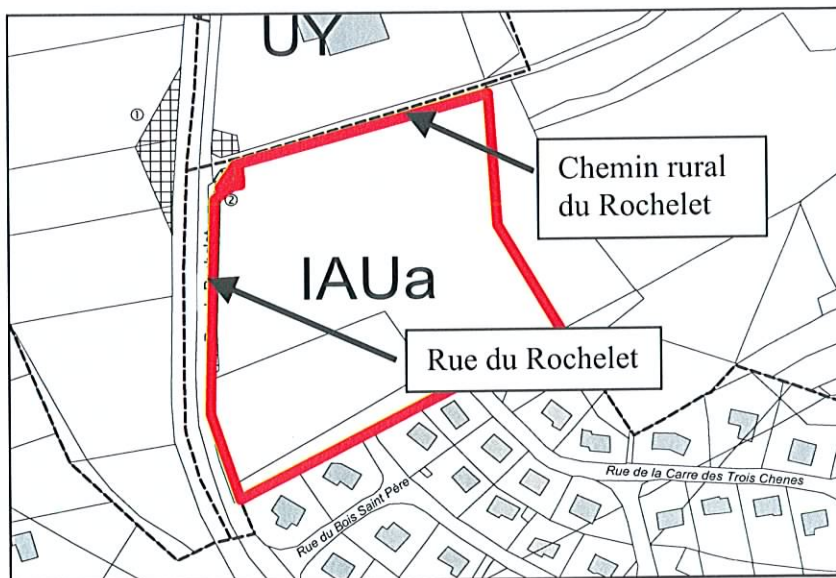 UY
①
Chemin rural
du Rochelet
②
IAUa
Rue du Rochelet
Rue de la Carre des Trois Chenes
Rue du Bois Saint Père